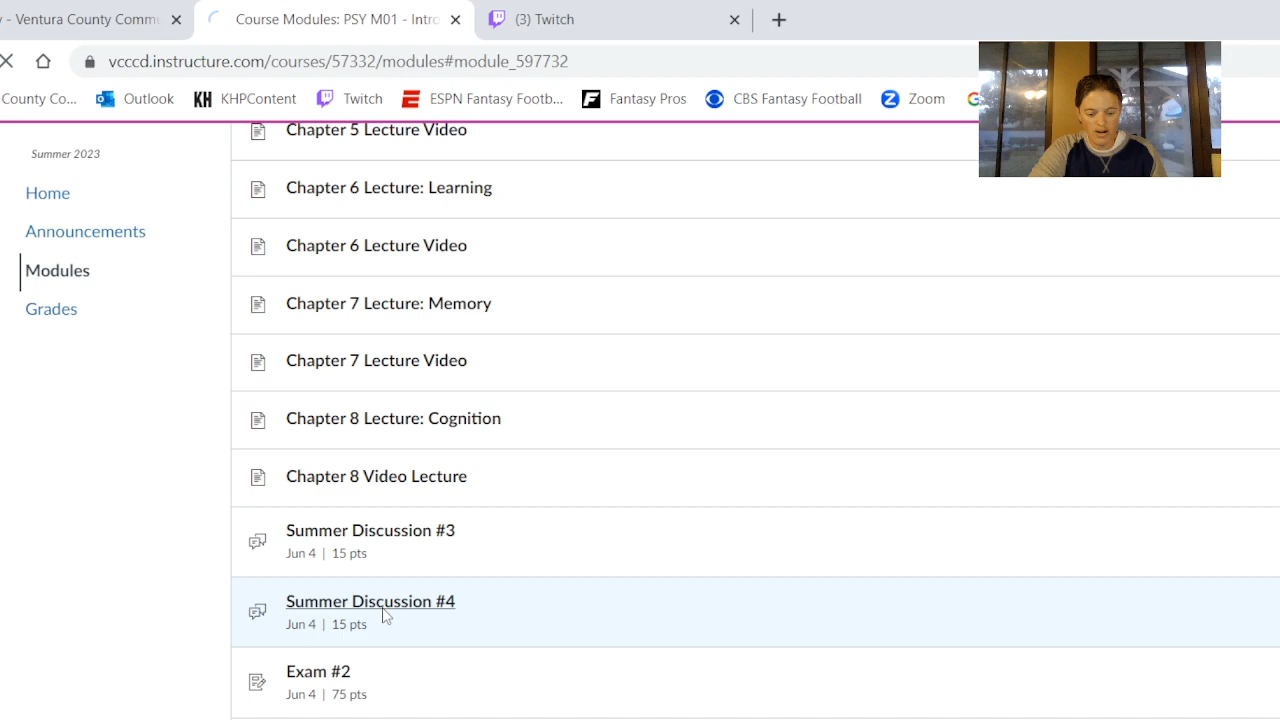 y - Ventura County Commu
Course Modules: PSY M01 - Intro
(3) Twitch
vcccd.instructure.com/courses/57332/modules#module_597732
County Co...
Outlook
KH KHPContent
Twitch
ESPN Fantasy Footb...
Fantasy Pros
CBS Fantasy Football
Zoom
Summer 2023
Home
Announcements
Modules
Grades
Chapter 5 Lecture Video
Chapter 6 Lecture: Learning
Chapter 6 Lecture Video
Chapter 7 Lecture: Memory
Chapter 7 Lecture Video
Chapter 8 Lecture: Cognition
Chapter 8 Video Lecture
Summer Discussion #3
Jun 4 | 15 pts
Summer Discussion #4
Jun 4 | 15 pts
Exam #2
Jun 4 | 75 pts